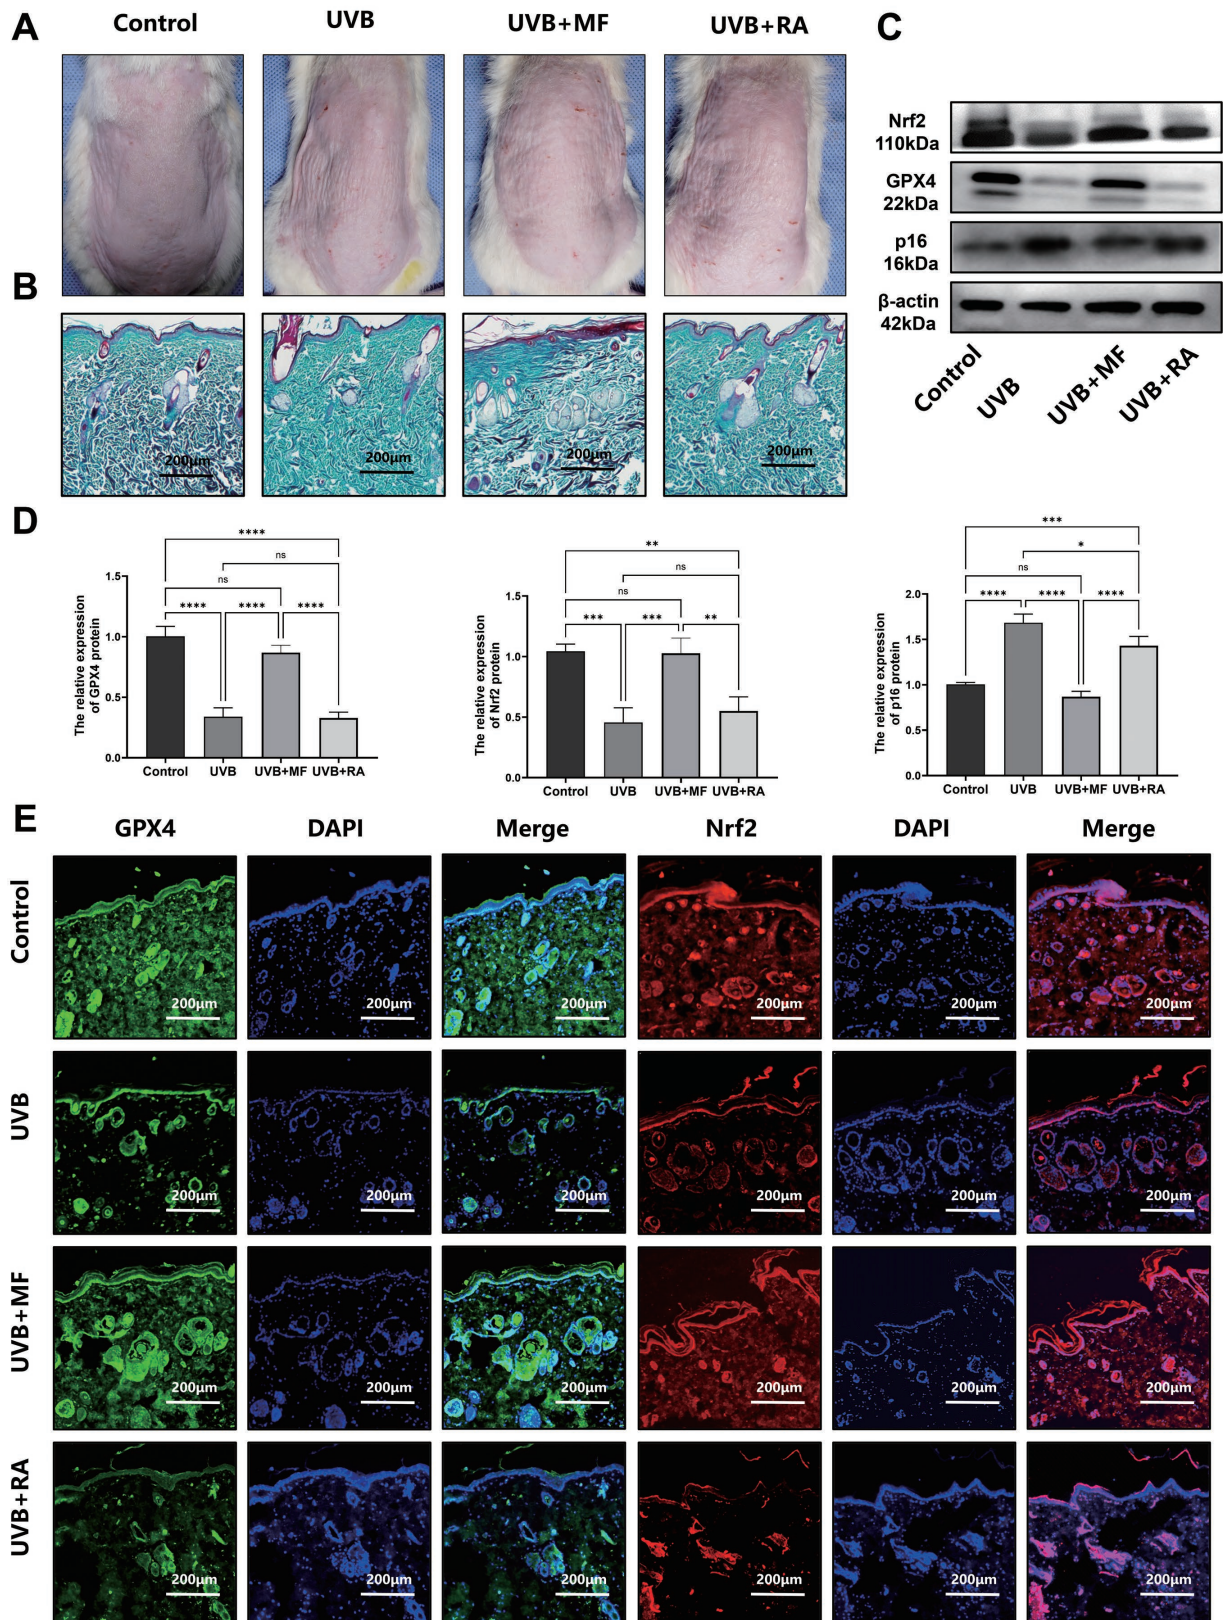 A
Control
UVB
UVB+MF
UVB+RA
B
200μm
200μm
200μm
200μm
C
Nrf2
110kDa
GPX4
22kDa
p16
16kDa
β-actin
42kDa
Control
UVB
UVB+MF
UVB+RA
D
The relative expression
of GPX4 protein
1.5
1.0
0.5
0.0
****
ns
ns
****
****
****
Control
UVB
UVB+MF
UVB+RA
The relative expression
of Nrf2 protein
1.5
1.0
0.5
0.0
**
ns
ns
***
***
**
Control
UVB
UVB+MF
UVB+RA
The relative expression
of p16 protein
2.0
1.5
1.0
0.5
0.0
***
*
ns
****
****
****
Control
UVB
UVB+MF
UVB+RA
E
GPX4
DAPI
Merge
Nrf2
DAPI
Merge
Control
200μm
200μm
200μm
200μm
200μm
200μm
UVB
200μm
200μm
200μm
200μm
200μm
200μm
UVB+MF
200μm
200μm
200μm
200μm
200μm
200μm
UVB+RA
200μm
200μm
200μm
200μm
200μm
200μm